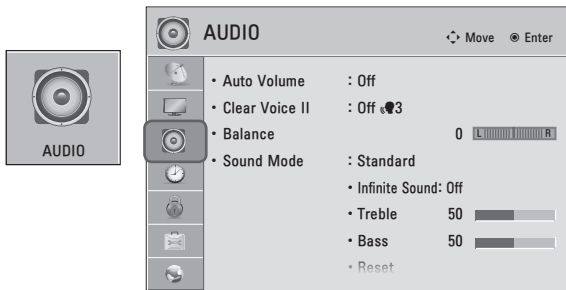 AUDIO
AUDIO
Move Enter
• Auto Volume : Off
• Clear Voice II : Off 3
• Balance 0 L R
• Sound Mode : Standard
• Infinite Sound: Off
• Treble 50
• Bass 50
• Reset